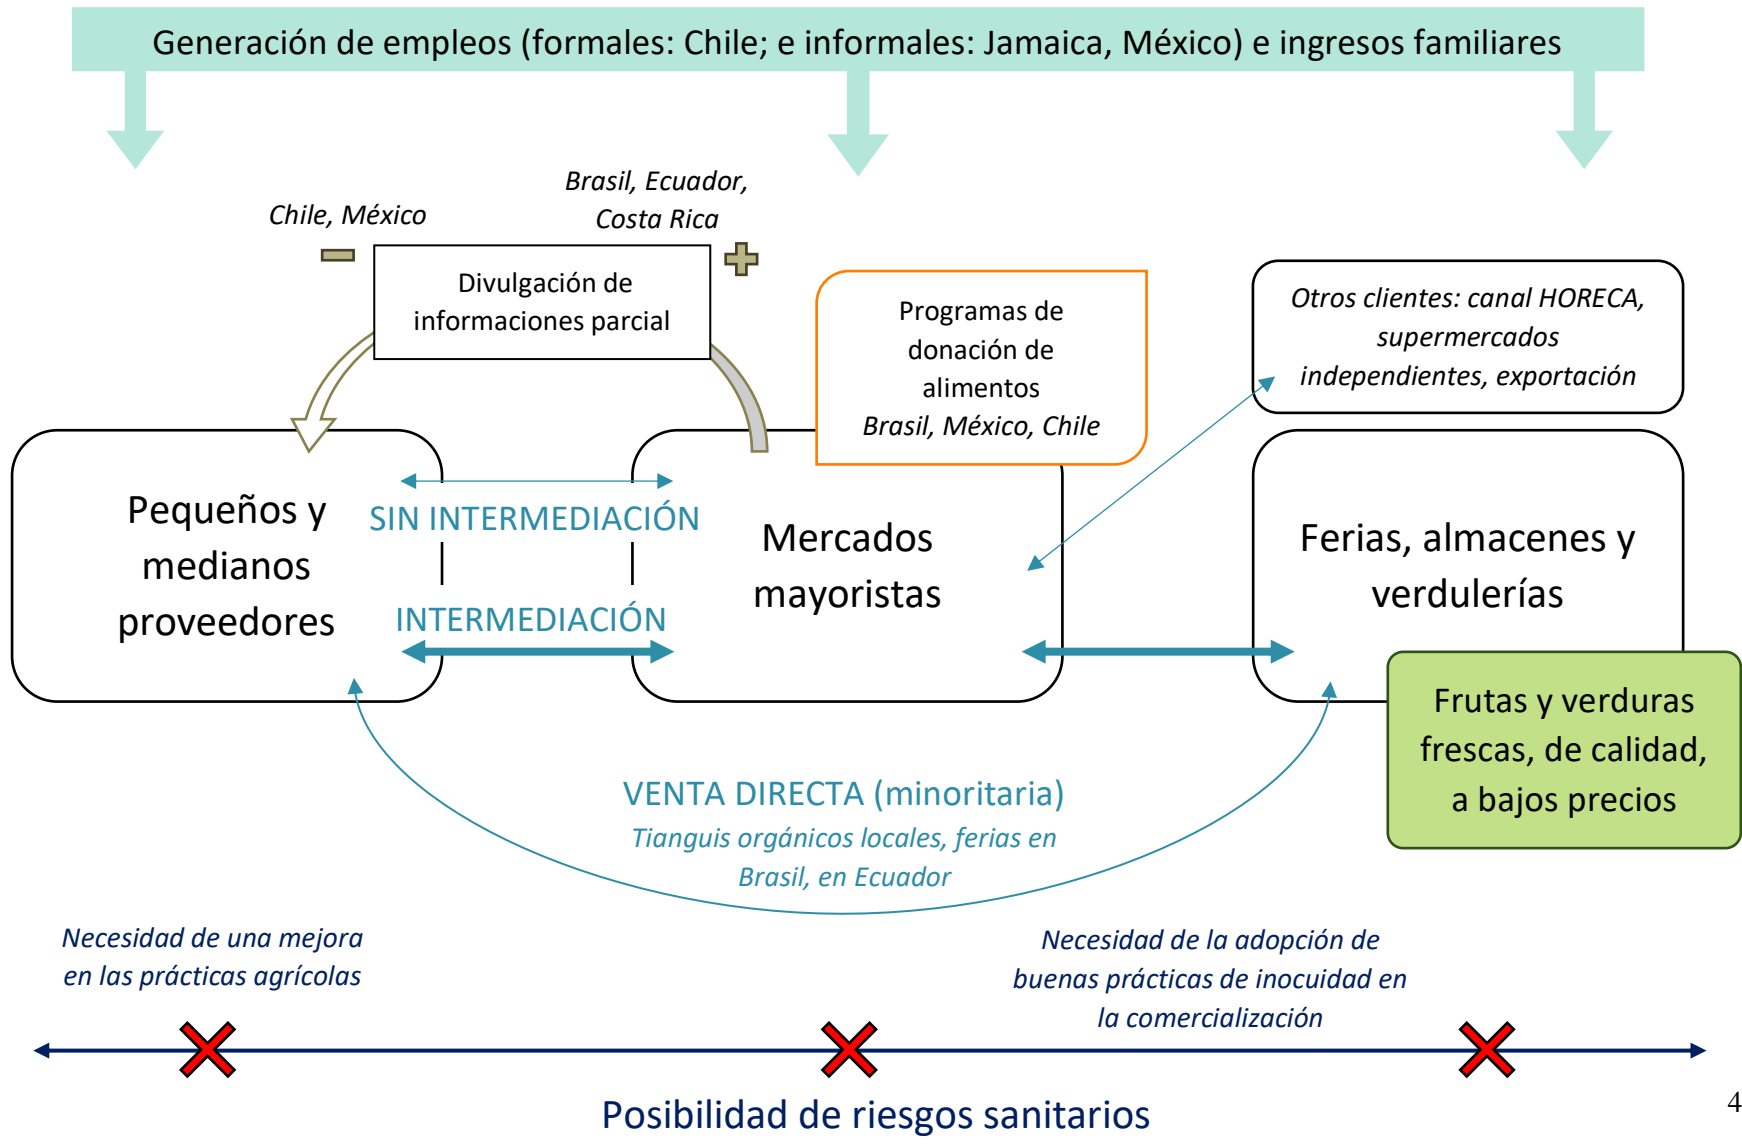 Generación de empleos (formales: Chile; e informales: Jamaica, México) e ingresos familiares
Chile, México
Brasil, Ecuador,
Costa Rica
Divulgación de
informaciones parcial
Programas de
donación de
alimentos
Brasil, México, Chile
Otros clientes: canal HORECA,
supermercados
independientes, exportación
Pequeños y
medianos
proveedores
SIN INTERMEDIACIÓN
INTERMEDIACIÓN
Mercados
mayoristas
Ferias, almacenes y
verdulerías
Frutas y verduras
frescas, de calidad,
a bajos precios
VENTA DIRECTA (minoritaria)
Tianguis orgánicos locales, ferias en
Brasil, en Ecuador
Necesidad de una mejora
en las prácticas agrícolas
Necesidad de la adopción de
buenas prácticas de inocuidad en
la comercialización
Posibilidad de riesgos sanitarios
4